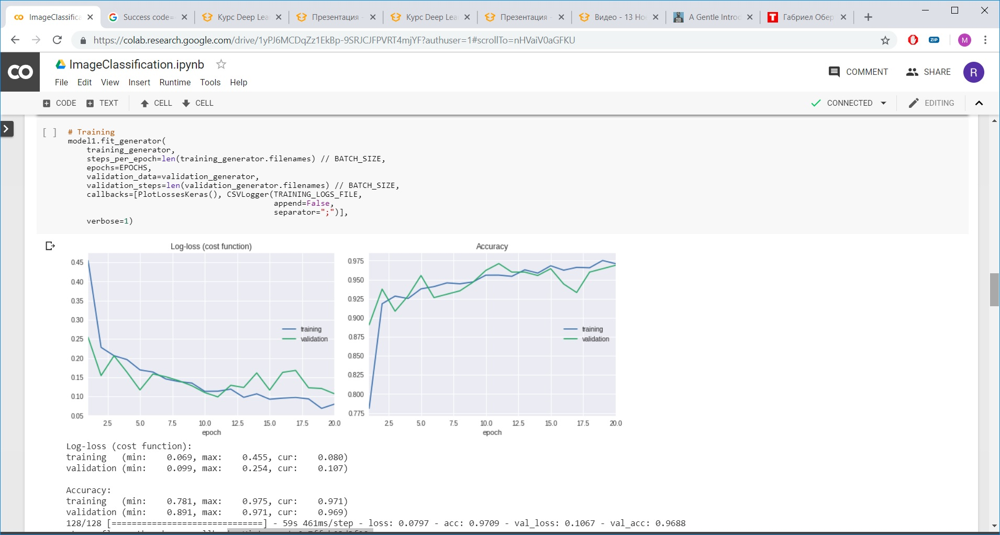 ImageClassifica
Success code=
Курс Deep Lea
Презентация -
Курс Deep Lea
Презентация -
Видео - 13 Но
A Gentle Introd
Габриел Обер
https://colab.research.google.com/drive/1yPJ6MCDqZz1EkBp-9SRJCJFPVRT4mjYF?authuser=1#scrollTo=nHVaiV0aGFKU
ZIP
M
CO ImageClassification.ipynb
COMMENT SHARE R
File Edit View Insert Runtime Tools Help
CODE TEXT CELL CELL CONNECTED EDITING
[ ] # Training
model1.fit_generator(
training_generator,
steps_per_epoch=len(training_generator.filenames) // BATCH_SIZE,
epochs=EPOCHS,
validation_data=validation_generator,
validation_steps=len(validation_generator.filenames) // BATCH_SIZE,
callbacks=[PlotLossesKeras(), CSVLogger(TRAINING_LOGS_FILE,
append=False,
separator=";")],
verbose=1)
Log-loss (cost function)
0.45
0.40
0.35
0.30
0.25
0.20
0.15
0.10
0.05
training
validation
2.5 5.0 7.5 10.0 12.5 15.0 17.5 20.0
epoch
Accuracy
0.975
0.950
0.925
0.900
0.875
0.850
0.825
0.800
0.775
training
validation
2.5 5.0 7.5 10.0 12.5 15.0 17.5 20.0
epoch
Log-loss (cost function):
training (min: 0.069, max: 0.455, cur: 0.080)
validation (min: 0.099, max: 0.254, cur: 0.107)
Accuracy:
training (min: 0.781, max: 0.975, cur: 0.971)
validation (min: 0.891, max: 0.971, cur: 0.969)
128/128 [==============================] - 59s 461ms/step - loss: 0.0797 - acc: 0.9709 - val_loss: 0.1067 - val_acc: 0.9688